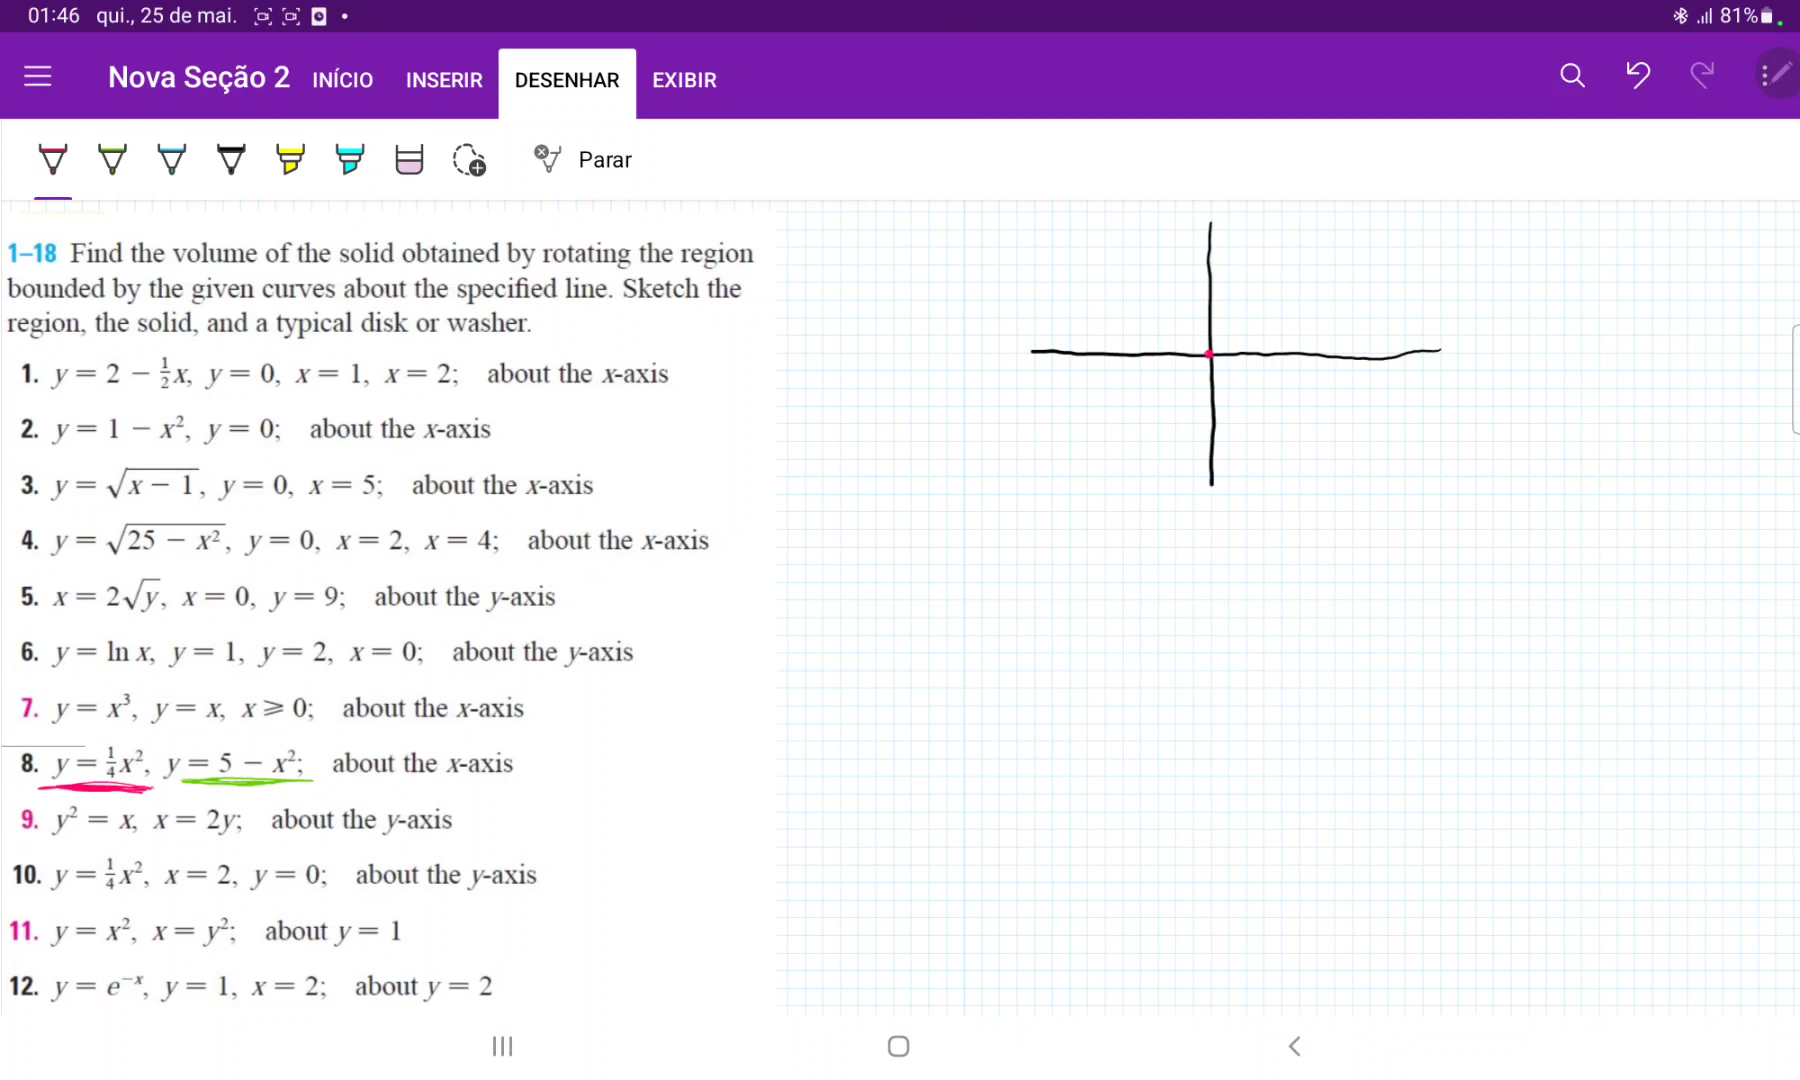 01:46 qui., 25 de mai. • 81%
Nova Seção 2 INÍCIO INSERIR DESENHAR EXIBIR
Parar
1–18 Find the volume of the solid obtained by rotating the region
bounded by the given curves about the specified line. Sketch the
region, the solid, and a typical disk or washer.
1. y = 2 − ½x, y = 0, x = 1, x = 2; about the x-axis
2. y = 1 − x², y = 0; about the x-axis
3. y = √(x − 1), y = 0, x = 5; about the x-axis
4. y = √(25 − x²), y = 0, x = 2, x = 4; about the x-axis
5. x = 2√y, x = 0, y = 9; about the y-axis
6. y = ln x, y = 1, y = 2, x = 0; about the y-axis
7. y = x³, y = x, x ⩾ 0; about the x-axis
8. y = ¼x², y = 5 − x²; about the x-axis
9. y² = x, x = 2y; about the y-axis
10. y = ¼x², x = 2, y = 0; about the y-axis
11. y = x², x = y²; about y = 1
12. y = e⁻ˣ, y = 1, x = 2; about y = 2